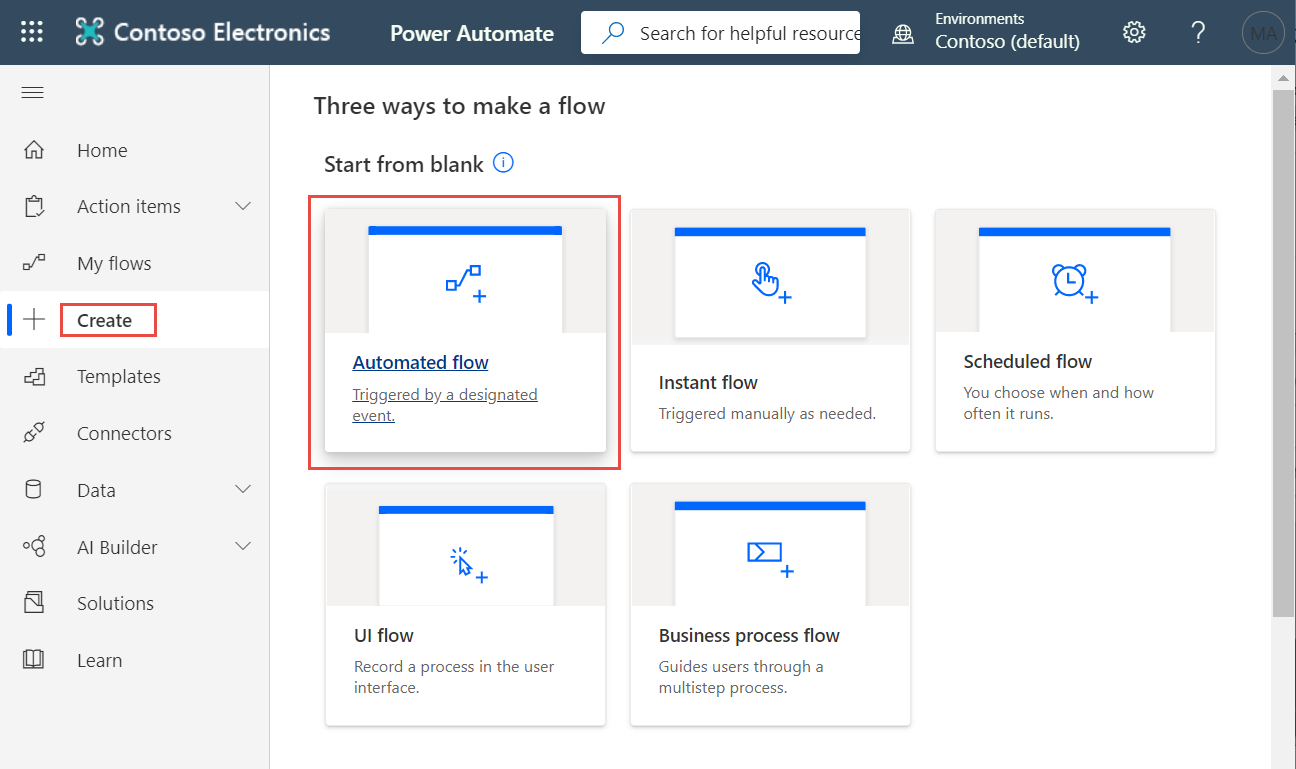 Contoso Electronics
Power Automate
Search for helpful resource
Environments
Contoso (default)
?
MA
Home
Action items
My flows
Create
Templates
Connectors
Data
AI Builder
Solutions
Learn
Three ways to make a flow
Start from blank
Automated flow
Triggered by a designated
event.
Instant flow
Triggered manually as needed.
Scheduled flow
You choose when and how
often it runs.
UI flow
Record a process in the user
interface.
Business process flow
Guides users through a
multistep process.